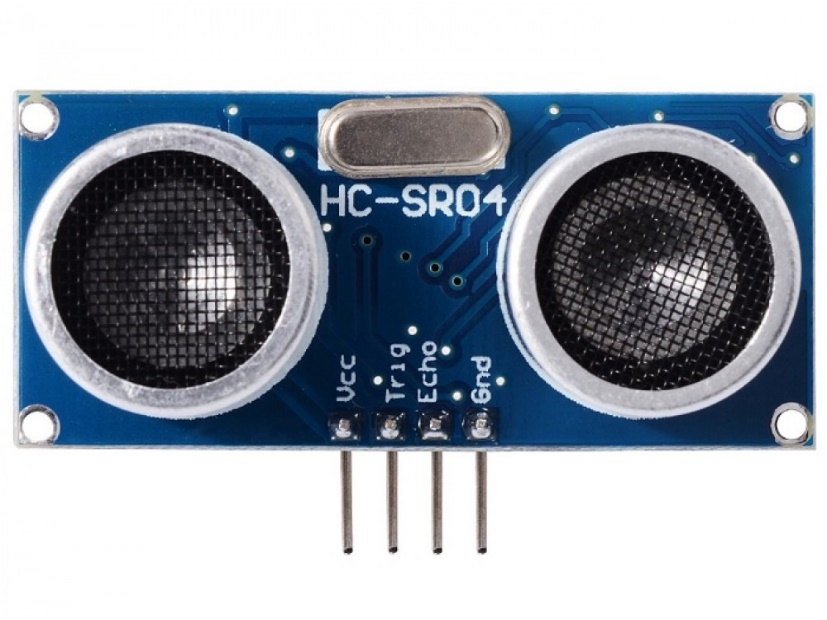 HC-SR04
Vcc
Trig
Echo
Gnd